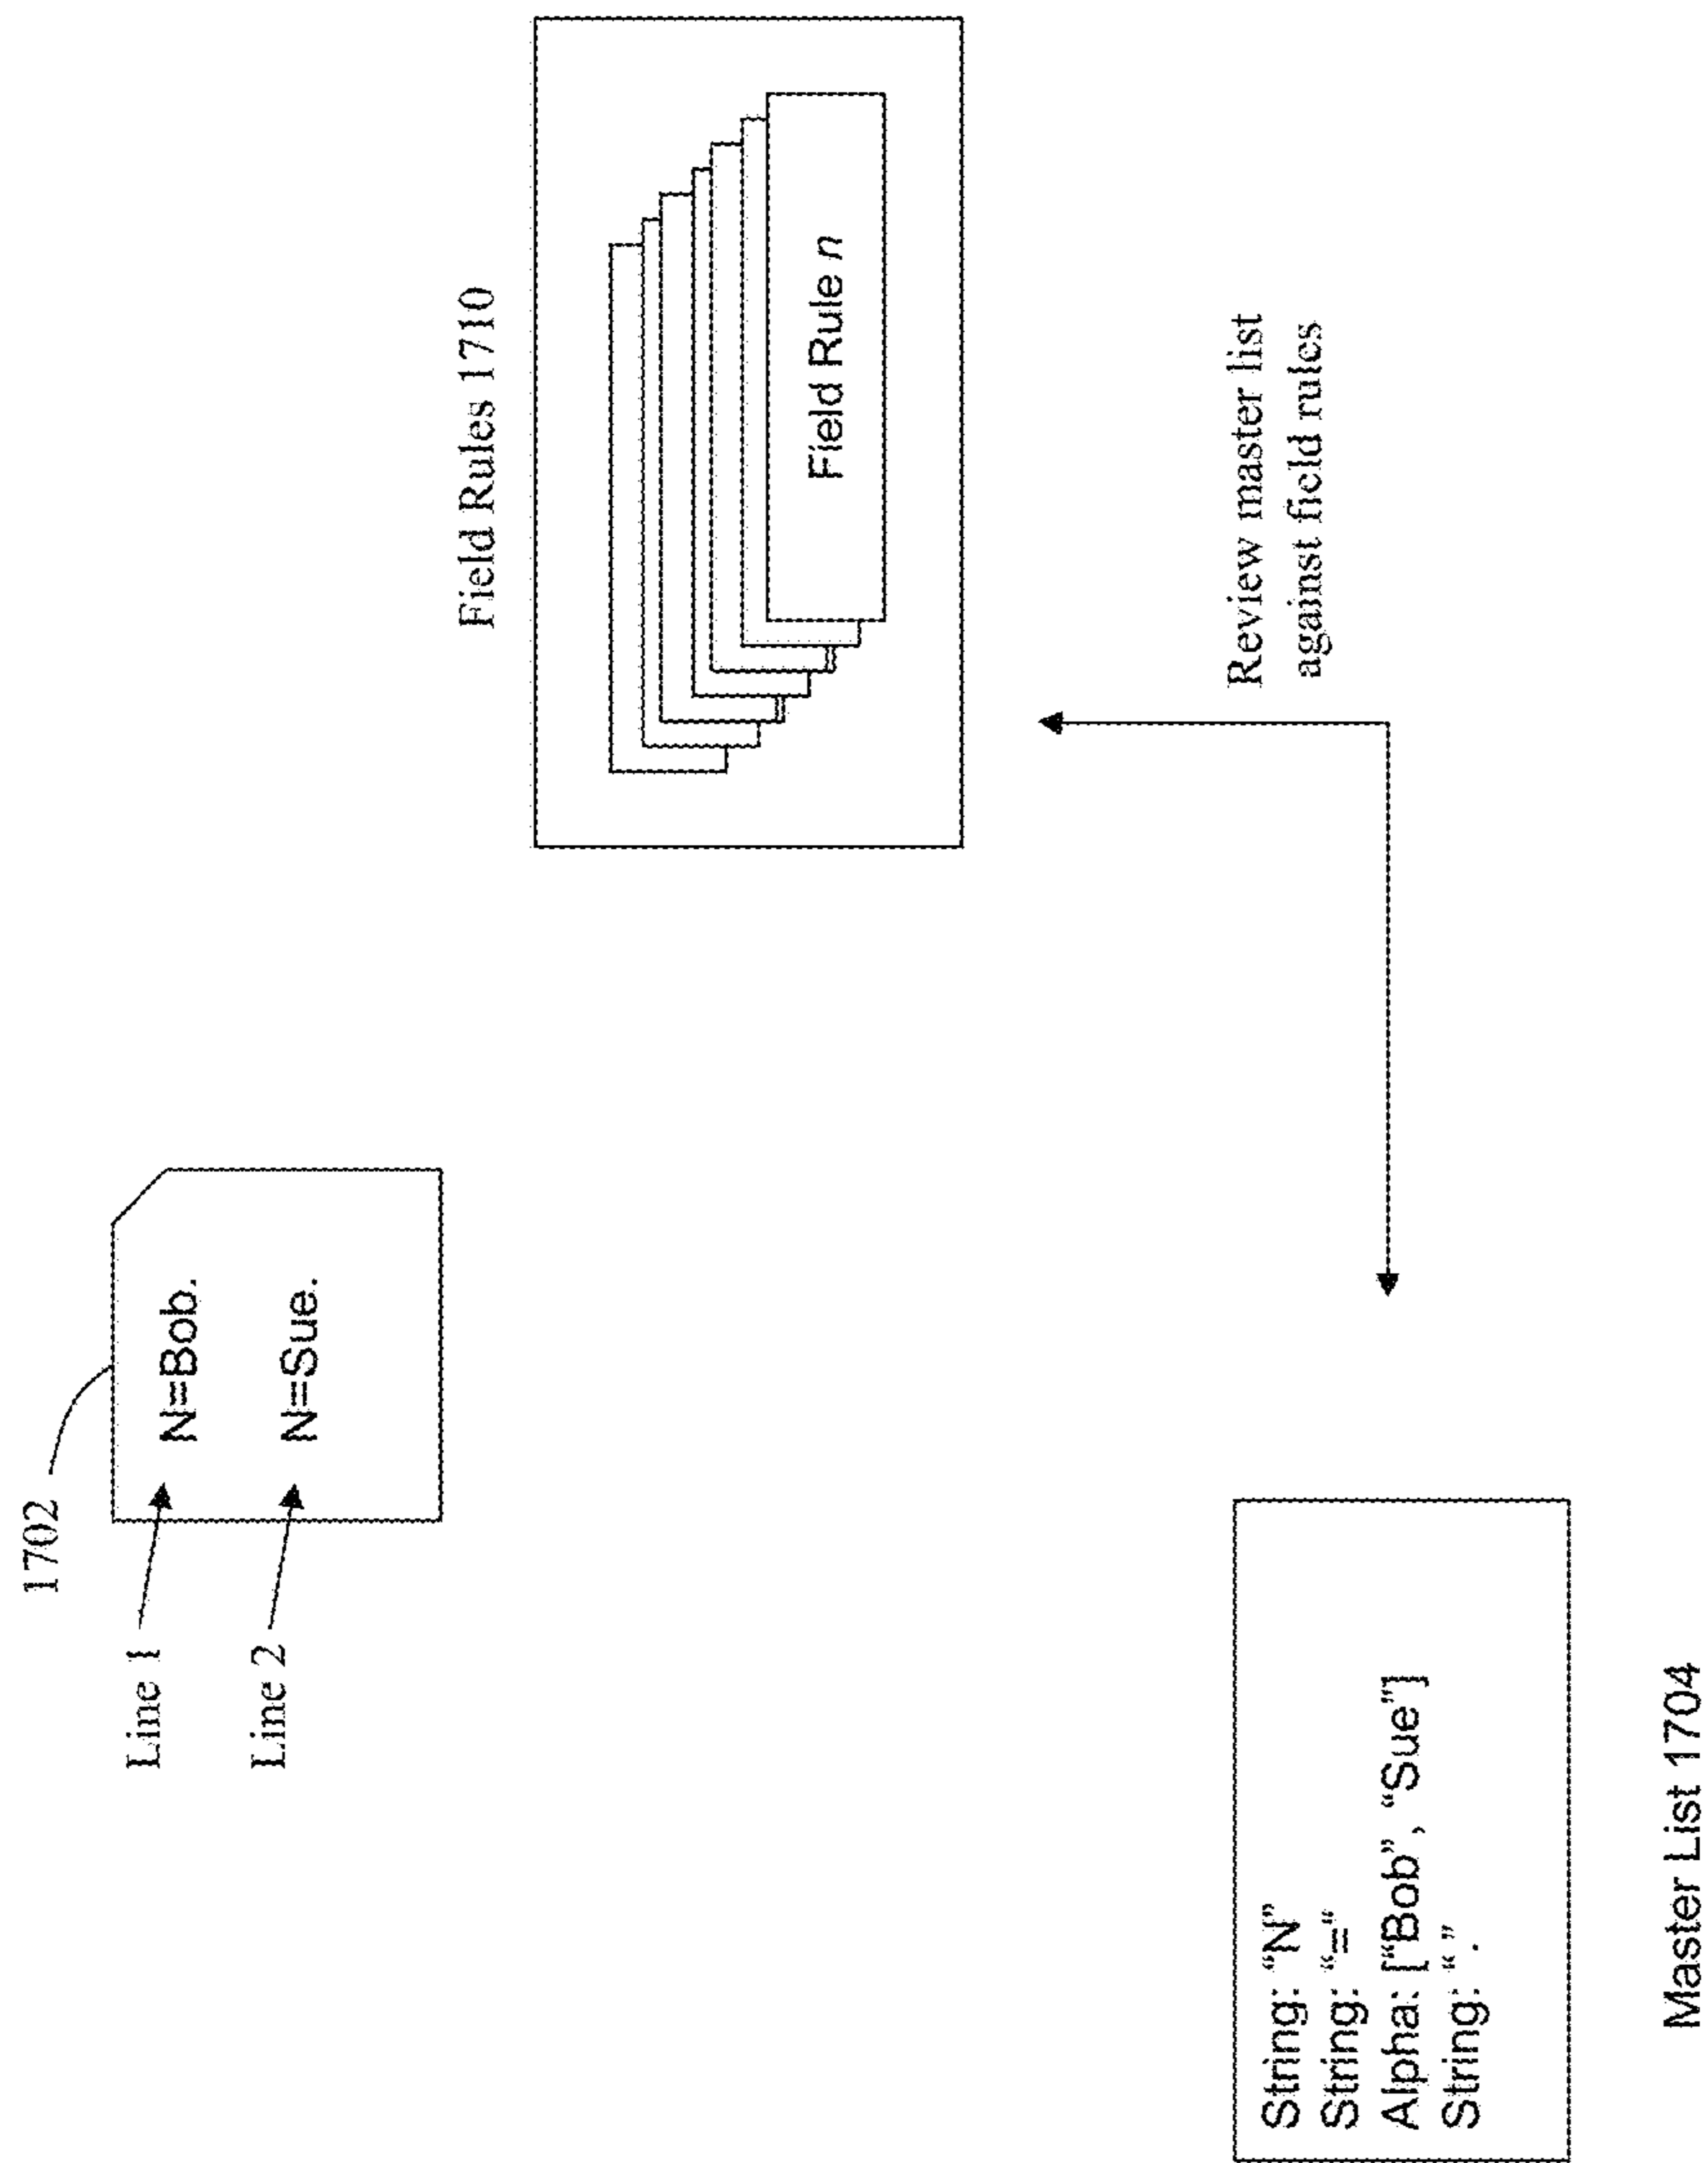 1702
Line 1
N=Bob.
Line 2
N=Sue.
Field Rules 1710
Field Rule n
Review master list
against field rules
String: “N”
String: “=“
Alpha: [“Bob”, “Sue”]
String: “.”
Master List 1704